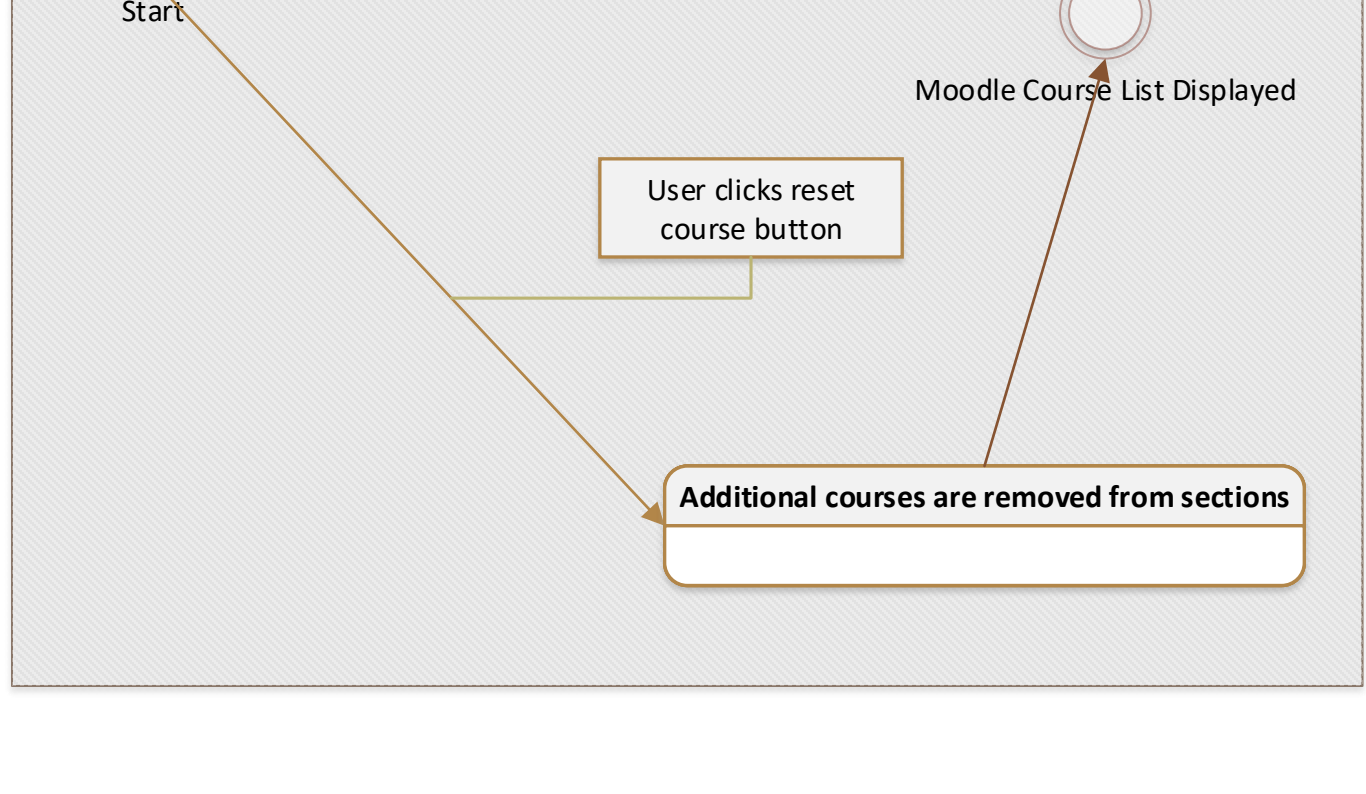 Start
Moodle Course List Displayed
User clicks reset
course button
Additional courses are removed from sections